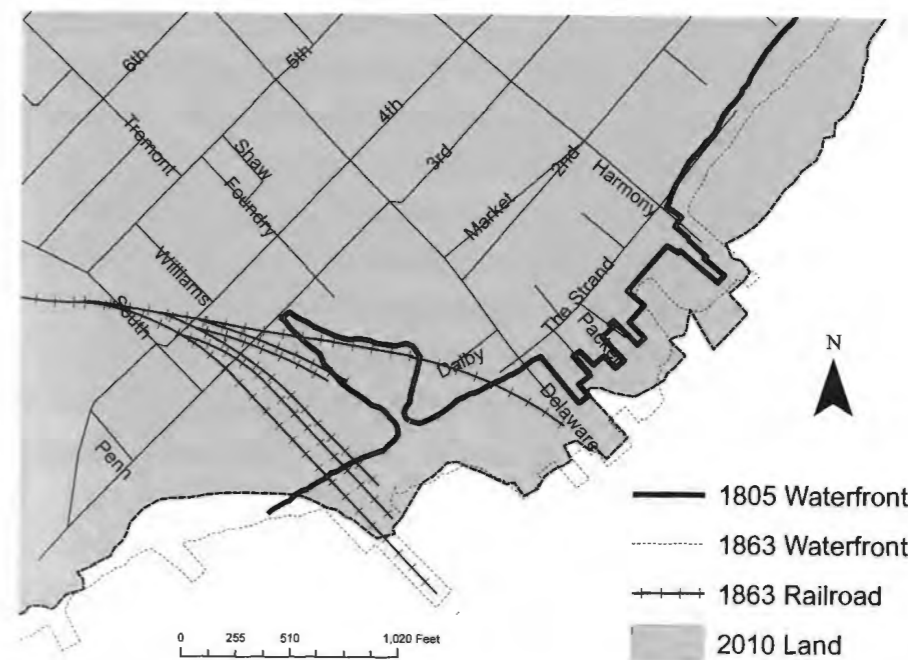 6th
5th
4th
Tremont
Shaw
3rd
2nd
Foundry
Harmony
Market
Williams
The Strand
South
Packer
Dalby
N
Delaware
Penn
1805 Waterfront
1863 Waterfront
1863 Railroad
2010 Land
0 255 510 1,020 Feet